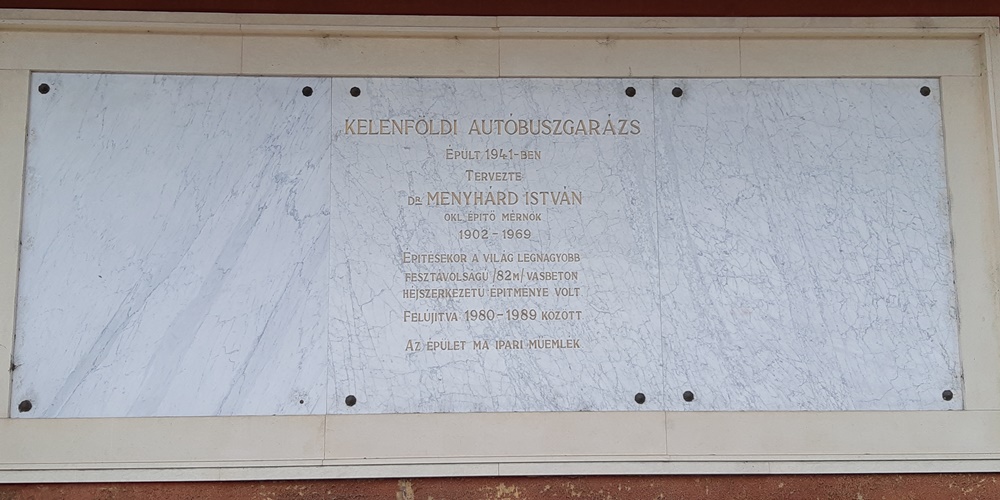 KELENFÖLDI AUTÓBUSZGARÁZS
ÉPÜLT 1941-BEN
TERVEZTE
DR. MENYHÁRD ISTVÁN
OKL. ÉPÍTŐ MÉRNÖK
1902-1969
ÉPÍTÉSEKOR A VILÁG LEGNAGYOBB
FESZTÁVOLSÁGÚ /82M/ VASBETON
HÉJSZERKEZETŰ ÉPÍTMÉNYE VOLT
FELÚJÍTVA 1980-1989 KÖZÖTT
AZ ÉPÜLET MA IPARI MŰEMLÉK